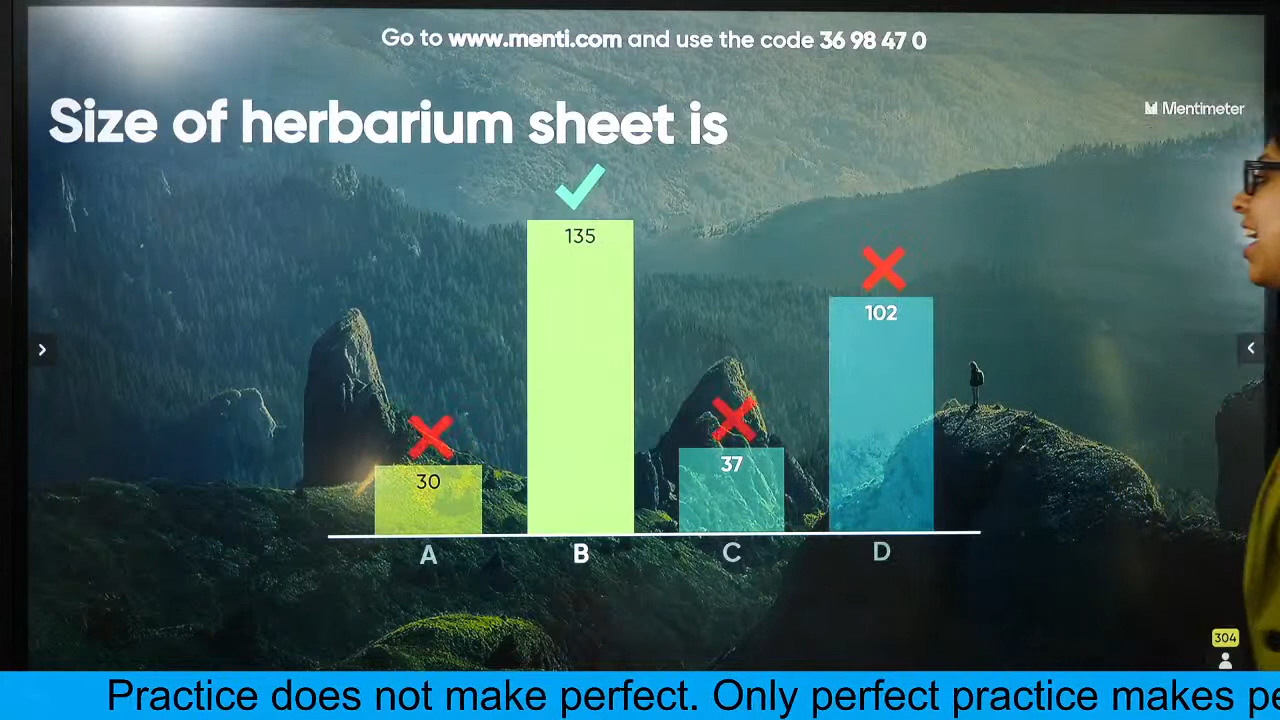 Go to www.menti.com and use the code 36 98 47 0
Mentimeter
Size of herbarium sheet is
135
102
37
30
A B C D
304
Practice does not make perfect. Only perfect practice makes pe